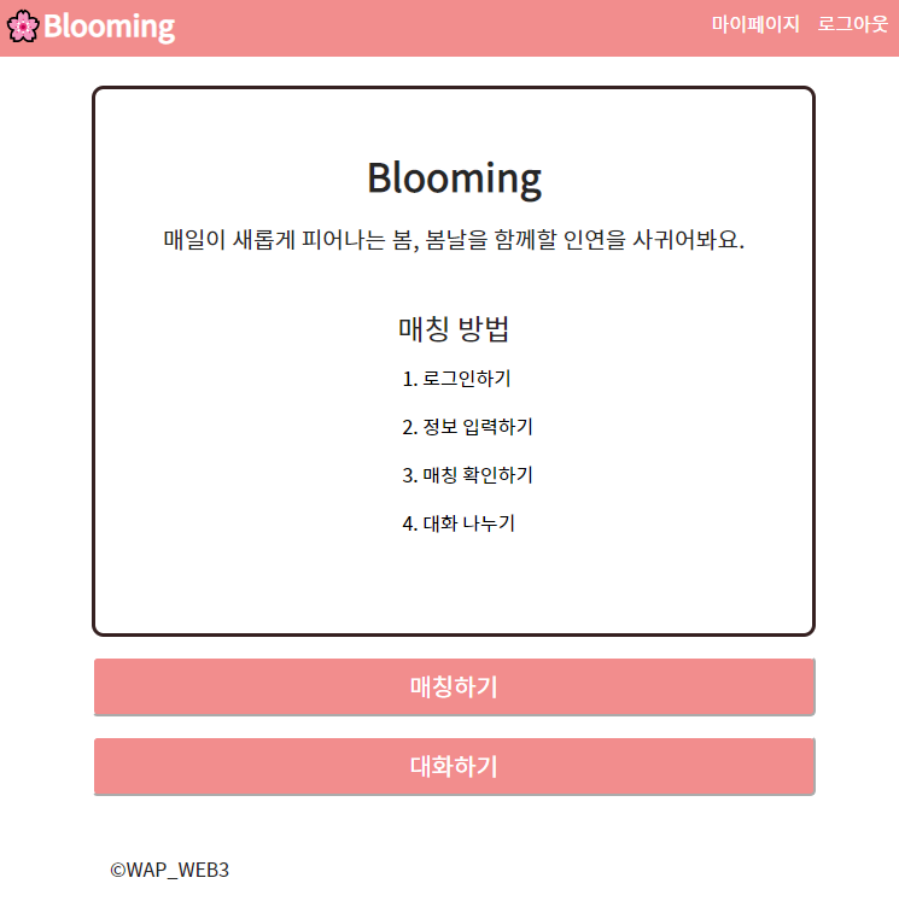 Blooming
마이페이지 로그아웃
Blooming
매일이 새롭게 피어나는 봄, 봄날을 함께할 인연을 사귀어봐요.
매칭 방법
1. 로그인하기
2. 정보 입력하기
3. 매칭 확인하기
4. 대화 나누기
매칭하기
대화하기
©WAP_WEB3